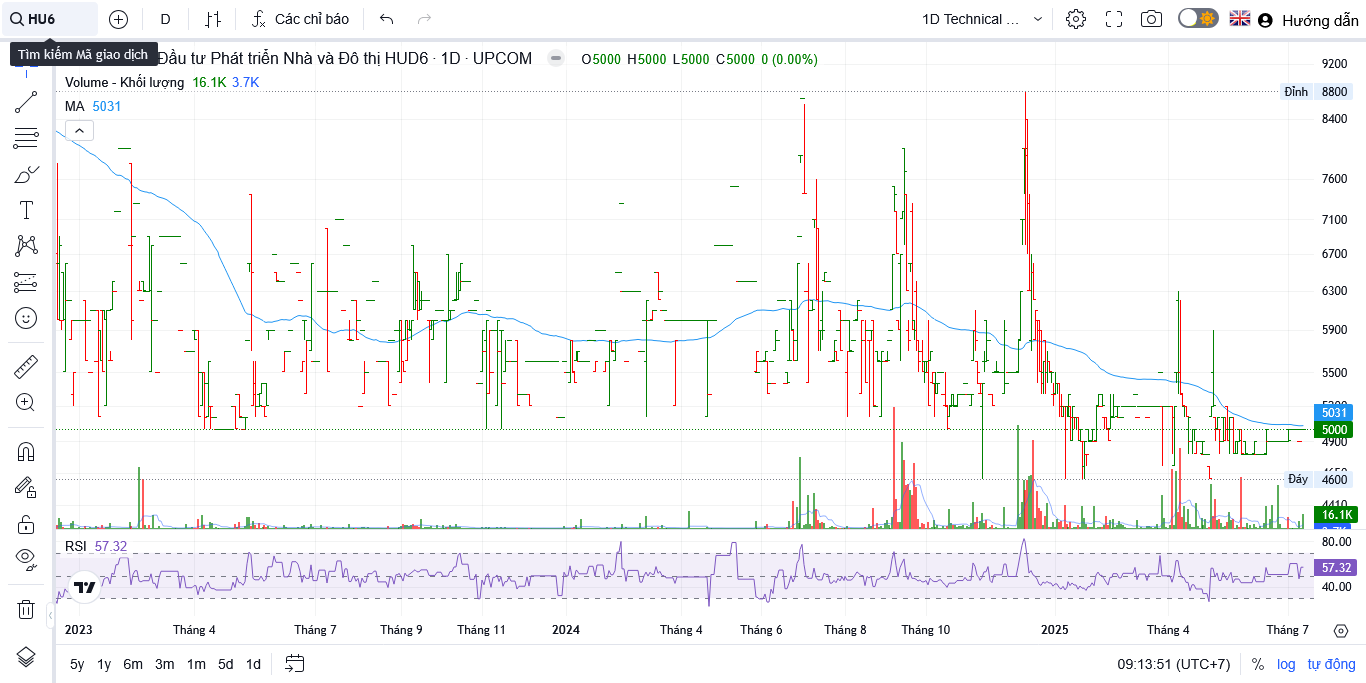 HU6
D
Các chỉ báo
1D Technical ...
Hướng dẫn
Tìm kiếm Mã giao dịch
Đầu tư Phát triển Nhà và Đô thị HUD6 · 1D · UPCOM
O5000 H5000 L5000 C5000 0 (0.00%)
Volume - Khối lượng 16.1K 3.7K
MA 5031
9200
Đỉnh 8800
8400
7600
7100
6700
6300
5900
5500
5031
5000
4900
Đáy 4600
4410
16.1K
RSI 57.32
80.00
57.32
40.00
2023 Tháng 4 Tháng 7 Tháng 9 Tháng 11 2024 Tháng 4 Tháng 6 Tháng 8 Tháng 10 2025 Tháng 4 Tháng 7
5y 1y 6m 3m 1m 5d 1d
09:13:51 (UTC+7) % log tự động